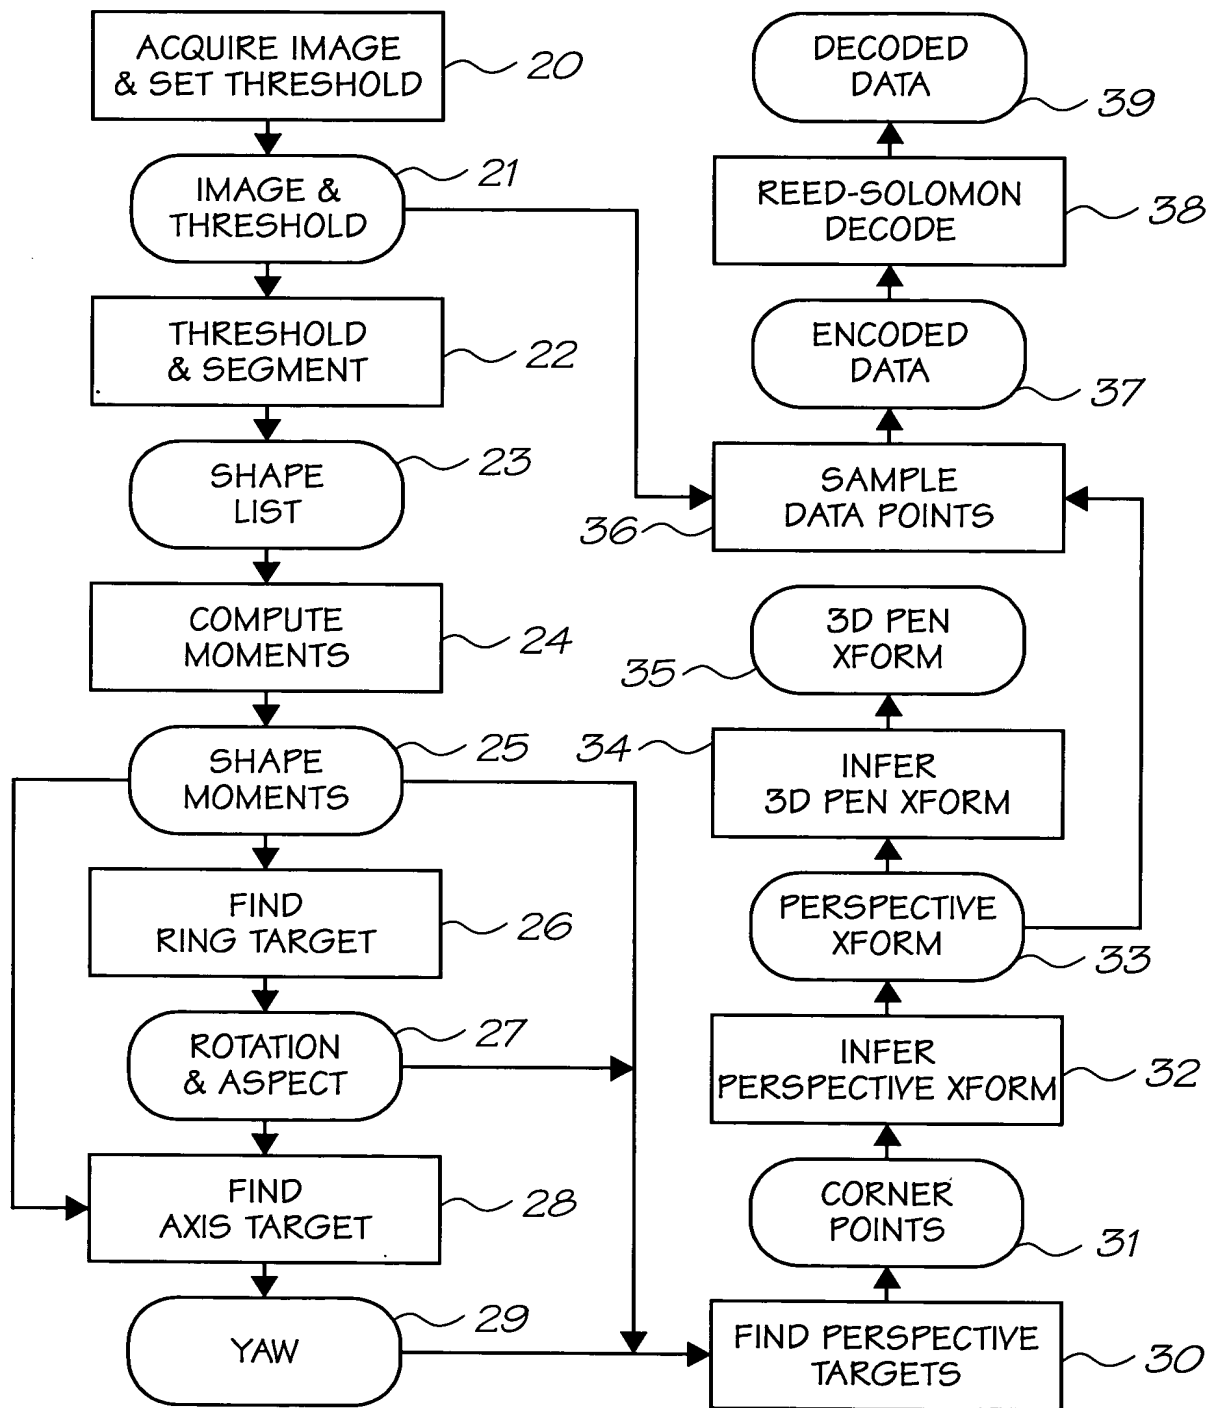 ACQUIRE IMAGE
& SET THRESHOLD
20
IMAGE &
THRESHOLD
21
THRESHOLD
& SEGMENT
22
SHAPE
LIST
23
COMPUTE
MOMENTS
24
SHAPE
MOMENTS
25
FIND
RING TARGET
26
ROTATION
& ASPECT
27
FIND
AXIS TARGET
28
YAW
29
DECODED
DATA
39
REED-SOLOMON
DECODE
38
ENCODED
DATA
37
SAMPLE
DATA POINTS
36
3D PEN
XFORM
35
INFER
3D PEN XFORM
34
PERSPECTIVE
XFORM
33
INFER
PERSPECTIVE XFORM
32
CORNER
POINTS
31
FIND PERSPECTIVE
TARGETS
30